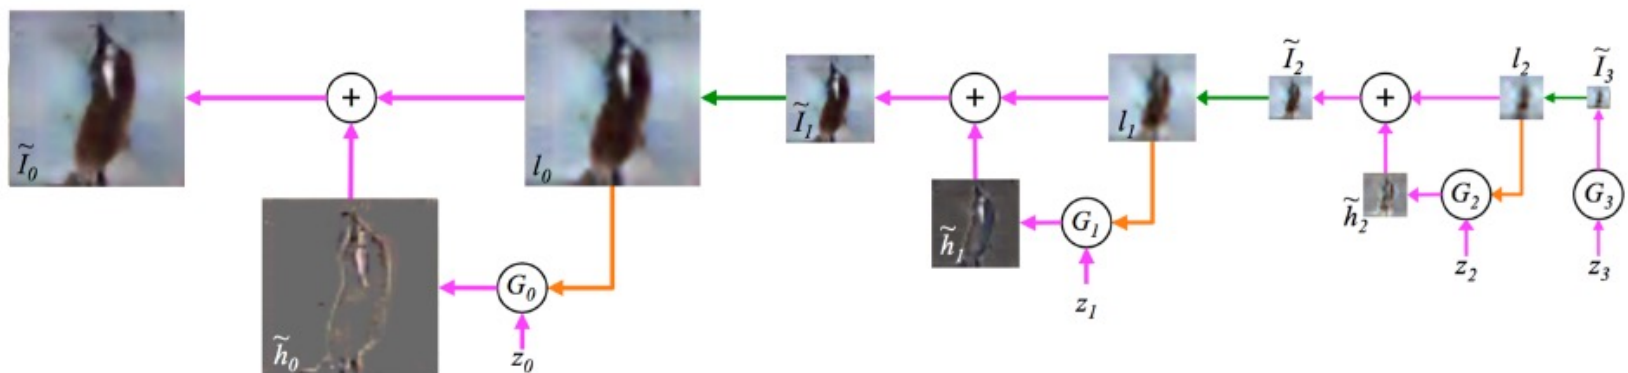 Ĩ₀
+
l₀
Ĩ₁
+
l₁
Ĩ₂
+
l₂
Ĩ₃
h̃₀
G₀
z₀
h̃₁
G₁
z₁
h̃₂
G₂
z₂
G₃
z₃